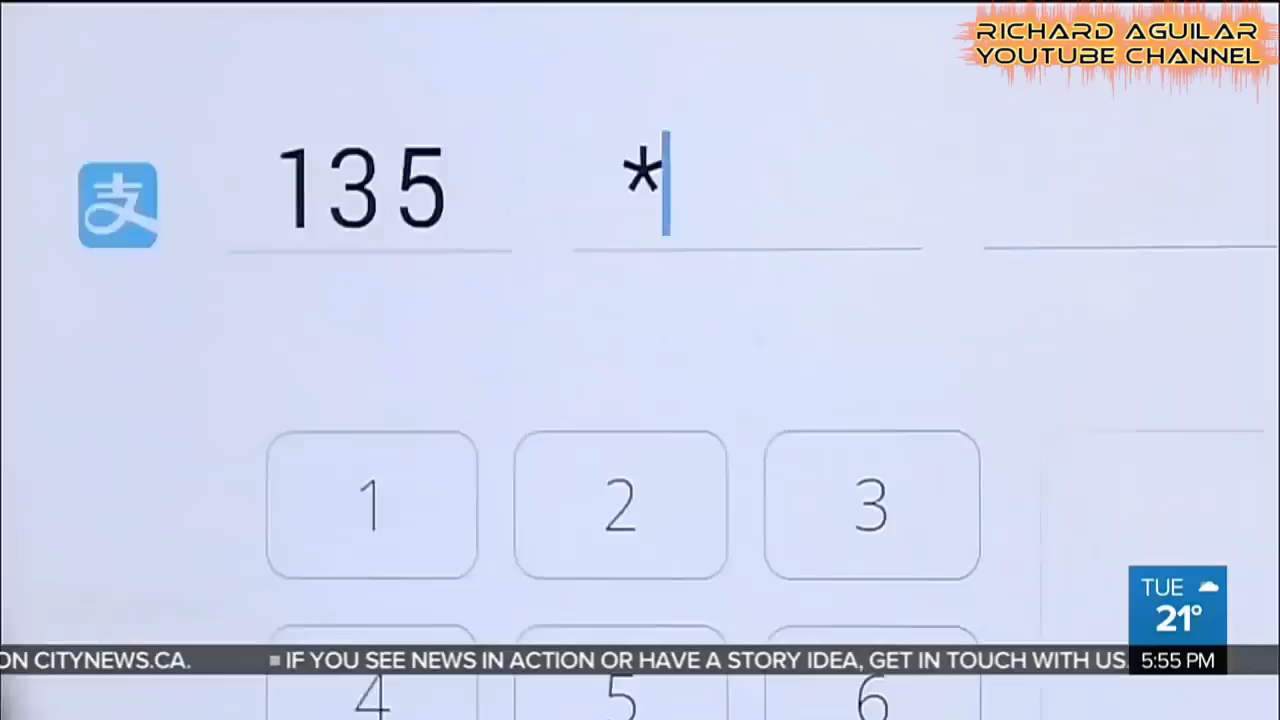 RICHARD AGUILAR
YOUTUBE CHANNEL
支
135 *
1 2 3
TUE
21°
ON CITYNEWS.CA. ■ IF YOU SEE NEWS IN ACTION OR HAVE A STORY IDEA, GET IN TOUCH WITH US. 5:55 PM
4 5 6